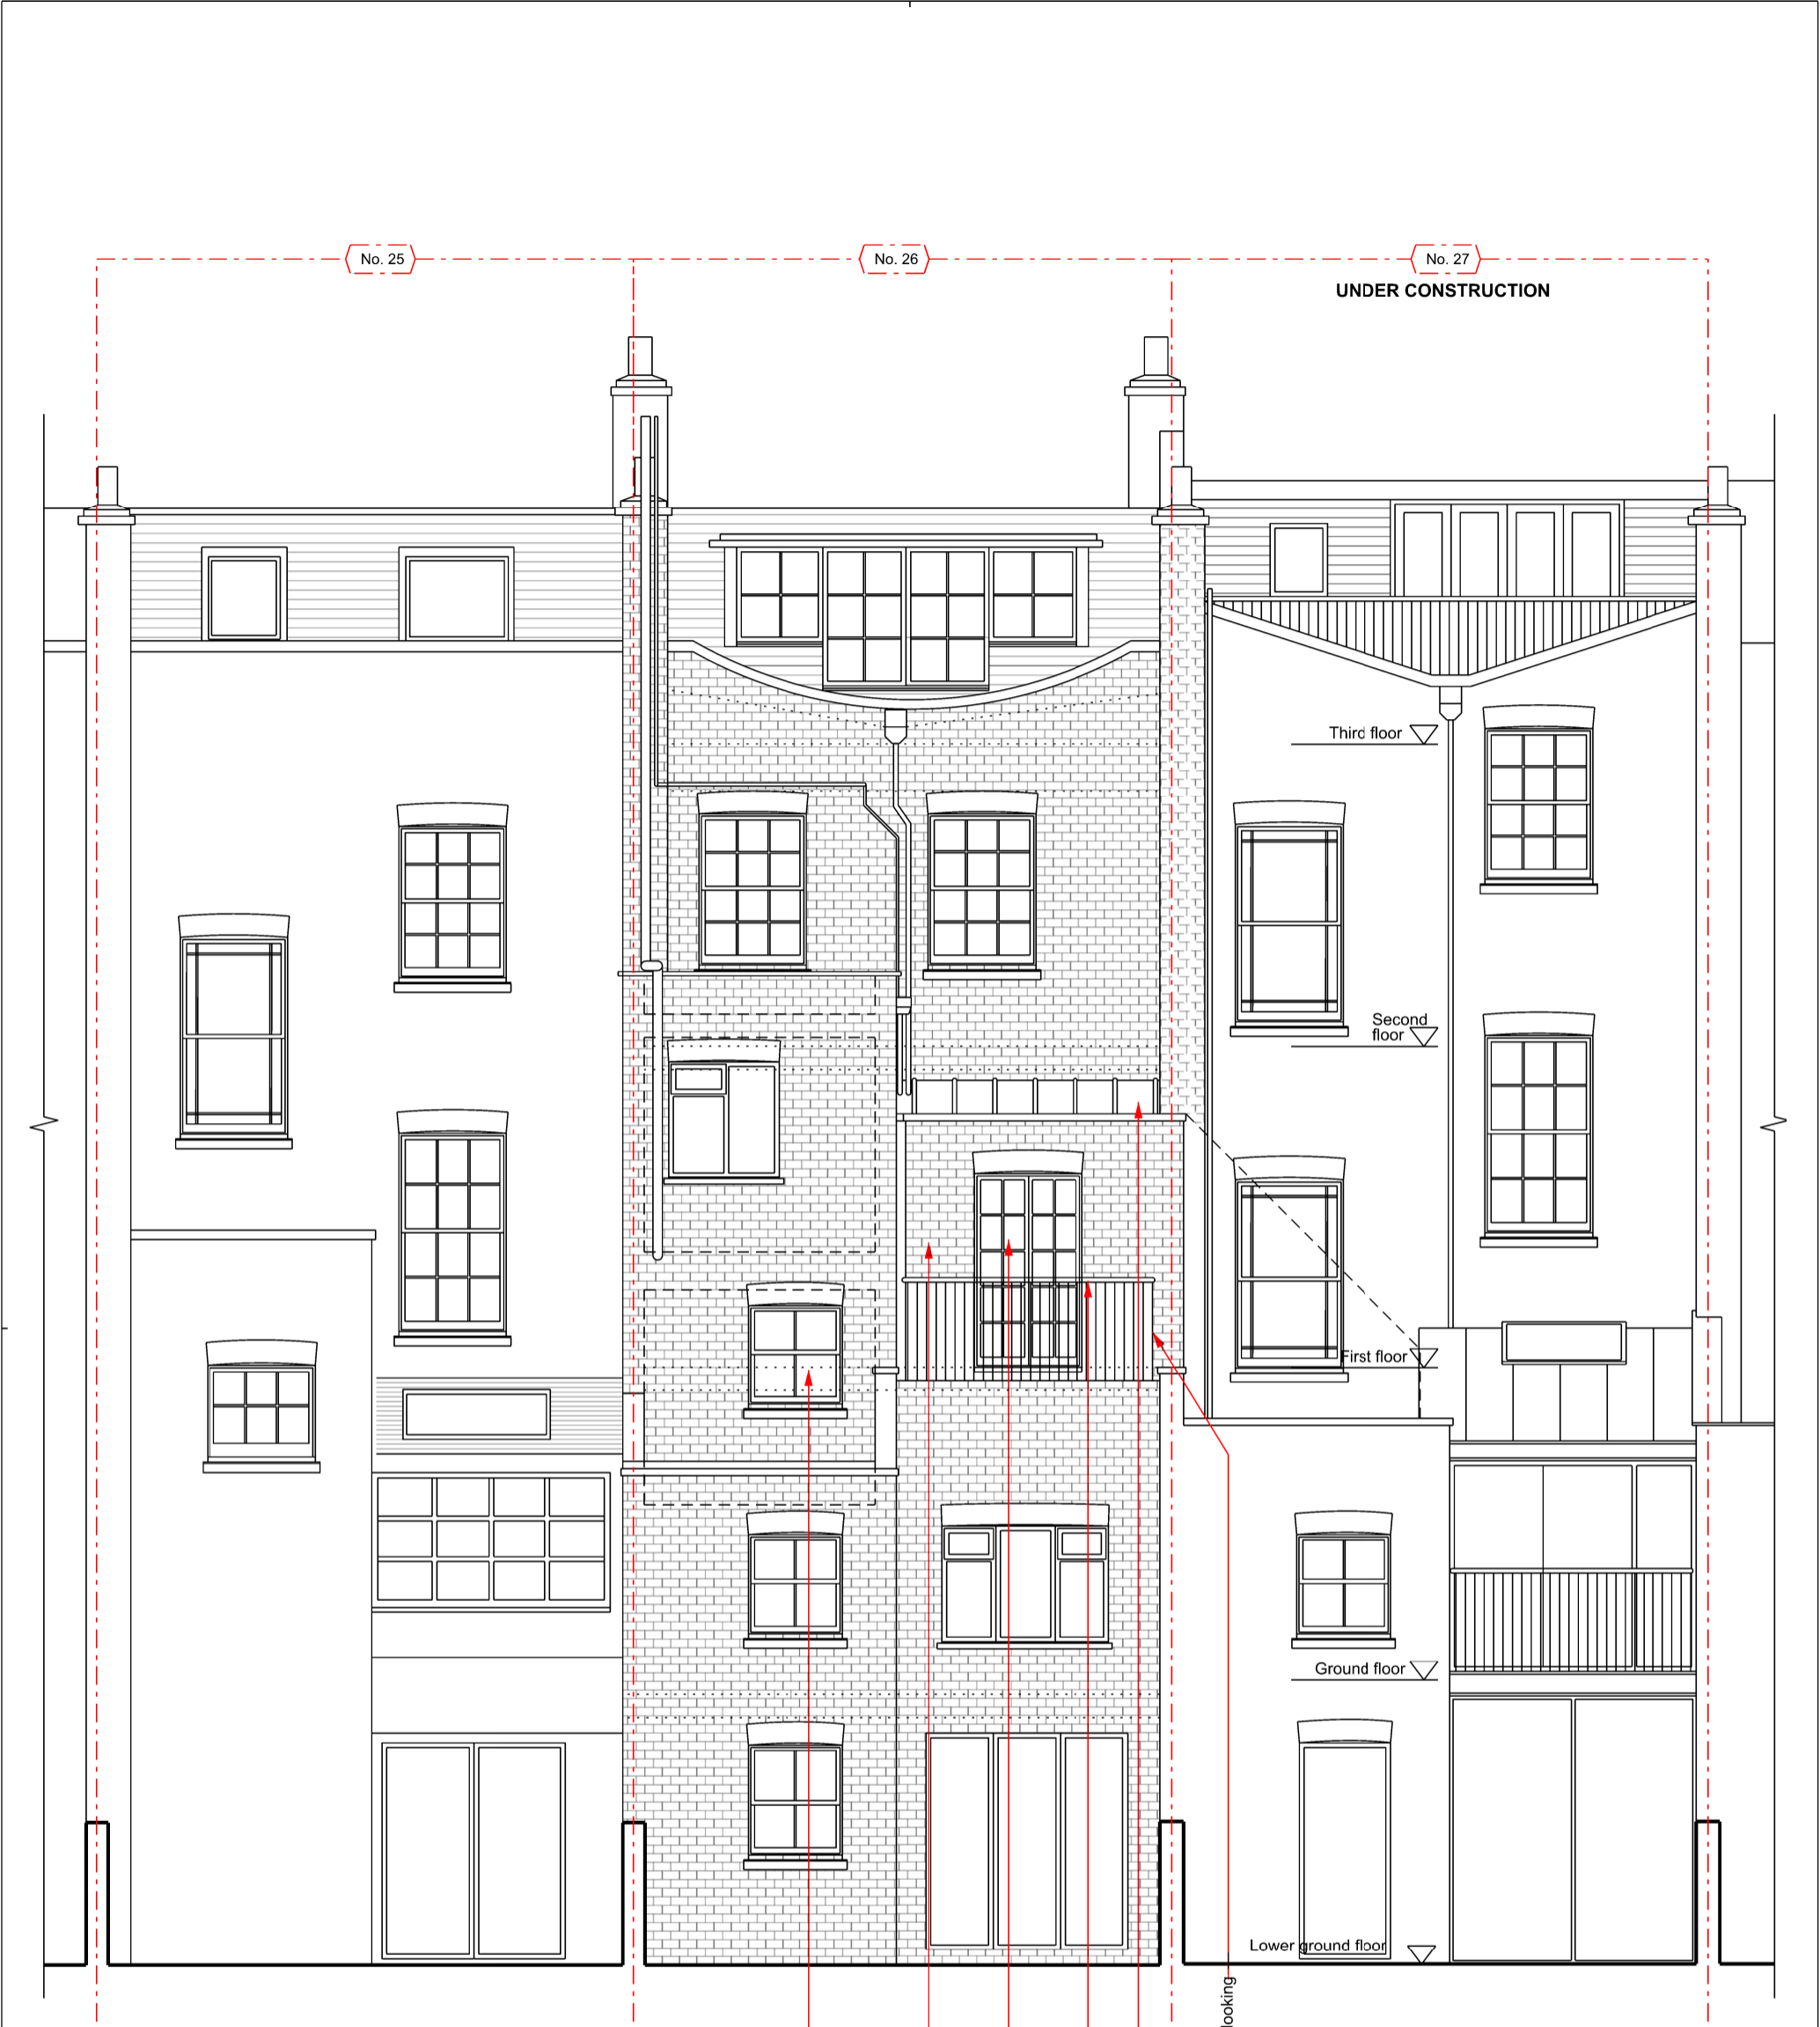 No. 25
No. 26
No. 27
UNDER CONSTRUCTION
Third floor
Second
floor
First floor
Ground floor
Lower ground floor
looking